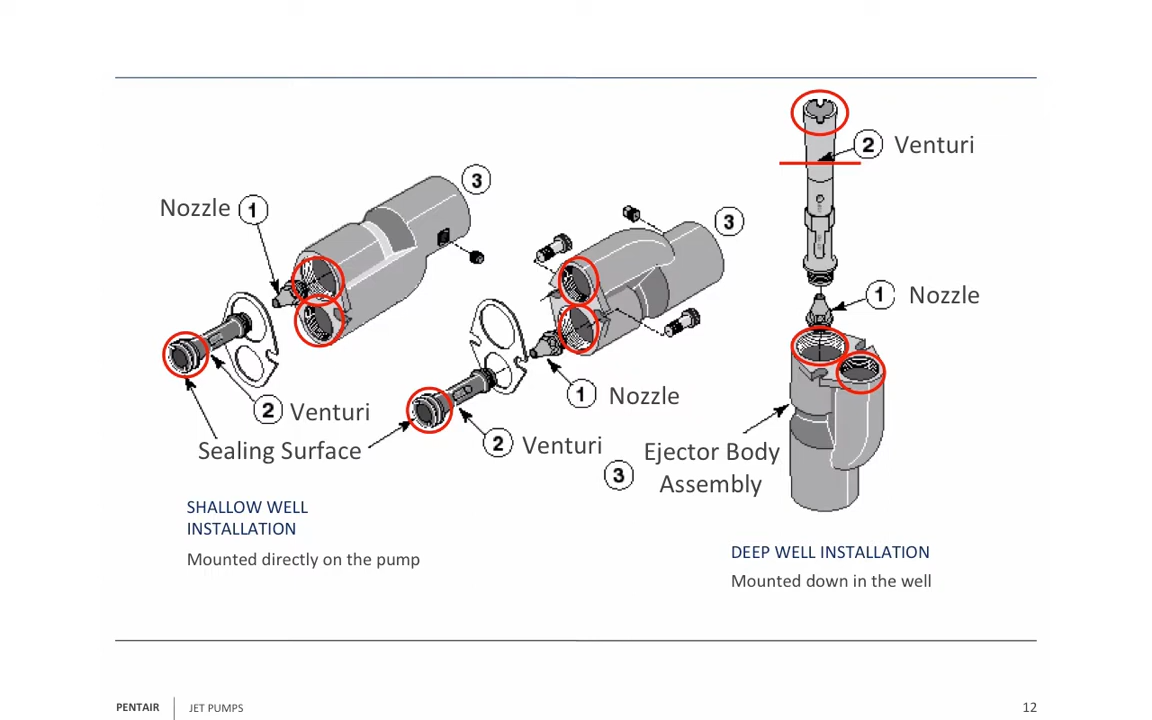 2 Venturi
3
Nozzle 1
3
1 Nozzle
1 Nozzle
2 Venturi
2 Venturi
Sealing Surface
3 Ejector Body
Assembly
SHALLOW WELL
INSTALLATION
Mounted directly on the pump
DEEP WELL INSTALLATION
Mounted down in the well
PENTAIR JET PUMPS 12